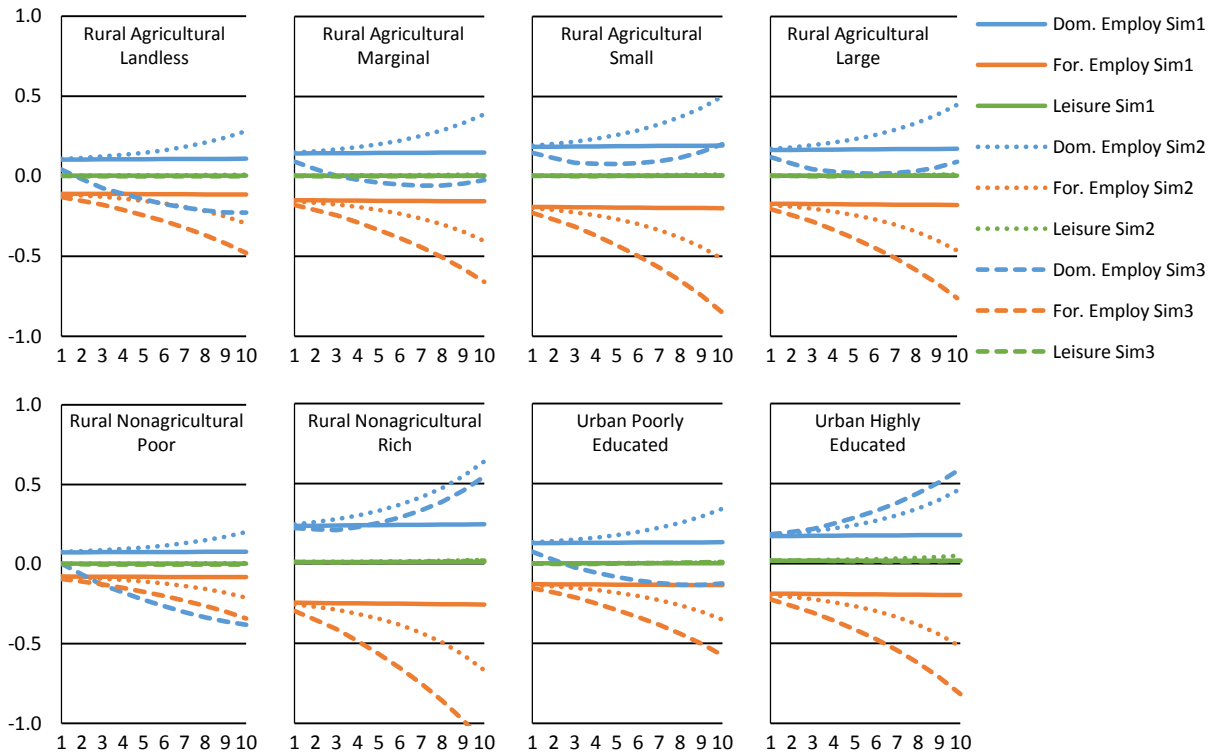 1.0
0.5
0.0
-0.5
-1.0
Rural Agricultural
Landless
Rural Agricultural
Marginal
Rural Agricultural
Small
Rural Agricultural
Large
1 2 3 4 5 6 7 8 9 10
1 2 3 4 5 6 7 8 9 10
1 2 3 4 5 6 7 8 9 10
1 2 3 4 5 6 7 8 9 10
Dom. Employ Sim1
For. Employ Sim1
Leisure Sim1
Dom. Employ Sim2
For. Employ Sim2
Leisure Sim2
Dom. Employ Sim3
For. Employ Sim3
Leisure Sim3
1.0
0.5
0.0
-0.5
-1.0
Rural Nonagricultural
Poor
Rural Nonagricultural
Rich
Urban Poorly
Educated
Urban Highly
Educated
1 2 3 4 5 6 7 8 9 10
1 2 3 4 5 6 7 8 9 10
1 2 3 4 5 6 7 8 9 10
1 2 3 4 5 6 7 8 9 10